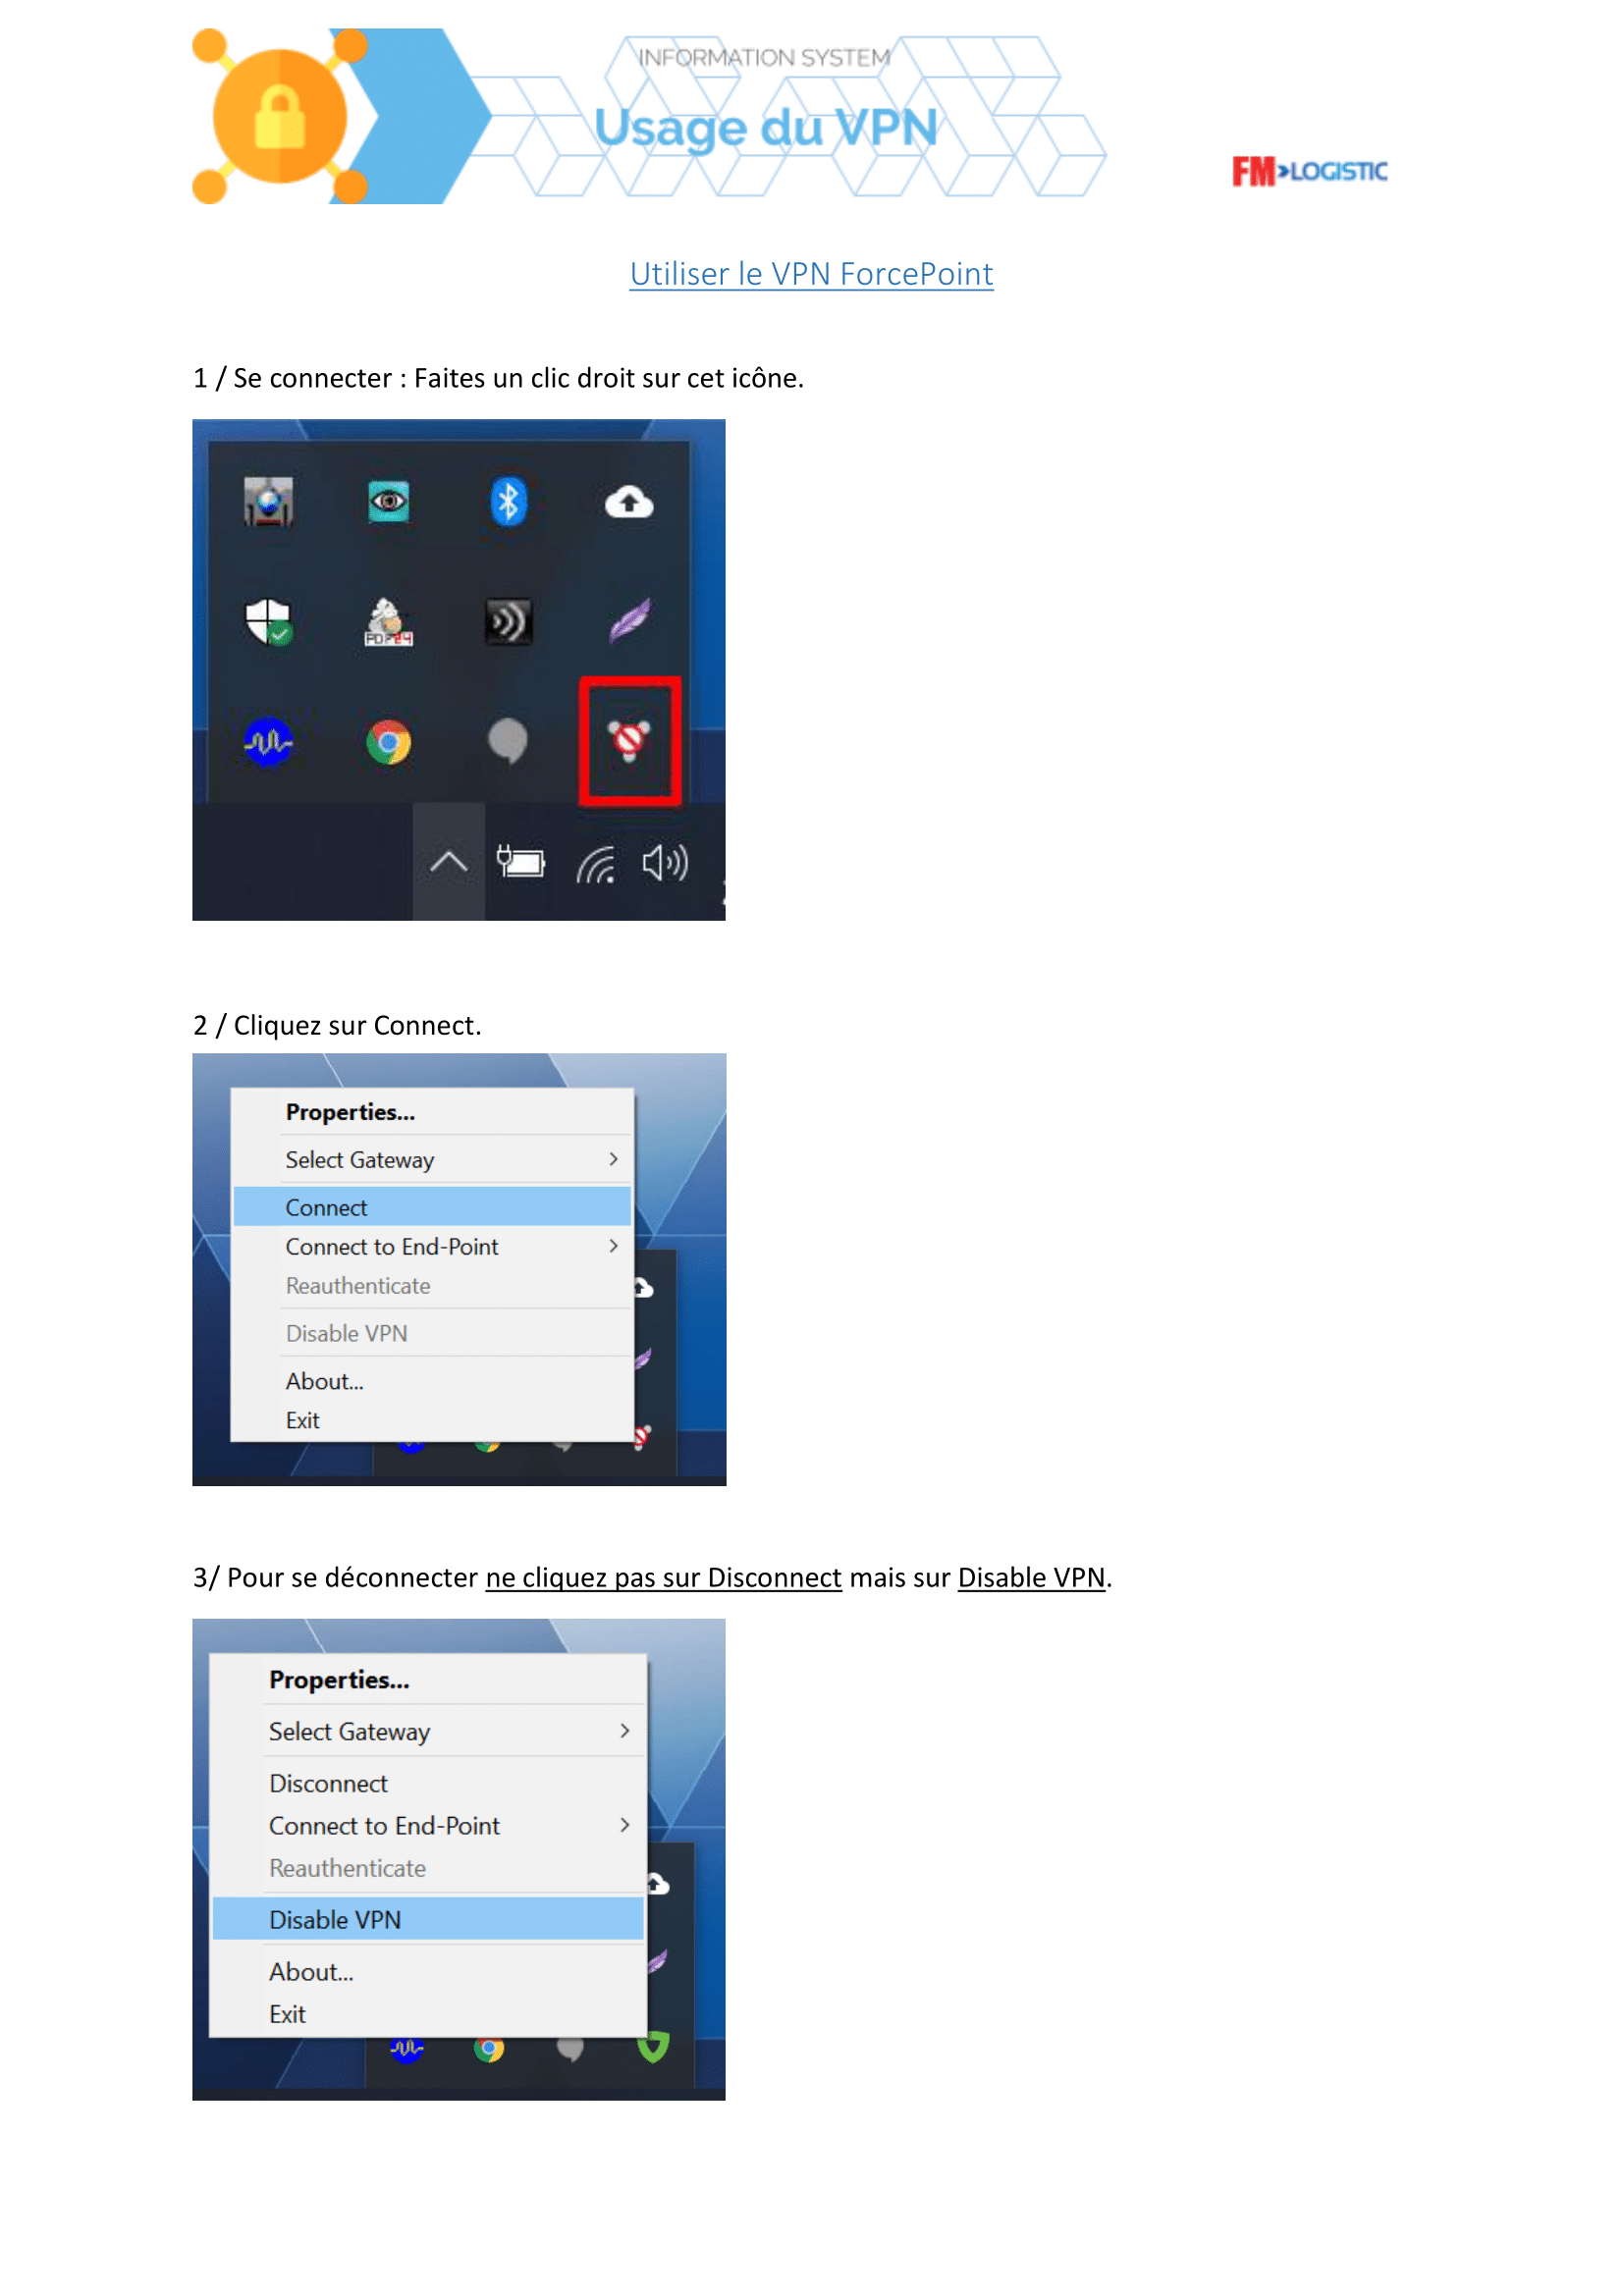 INFORMATION SYSTEM
Usage du VPN
FM>LOGISTIC
Utiliser le VPN ForcePoint
1 / Se connecter : Faites un clic droit sur cet icône.
PDF24
2 / Cliquez sur Connect.
Properties...
Select Gateway
Connect
Connect to End-Point
Reauthenticate
Disable VPN
About...
Exit
3/ Pour se déconnecter ne cliquez pas sur Disconnect mais sur Disable VPN.
Properties...
Select Gateway
Disconnect
Connect to End-Point
Reauthenticate
Disable VPN
About...
Exit